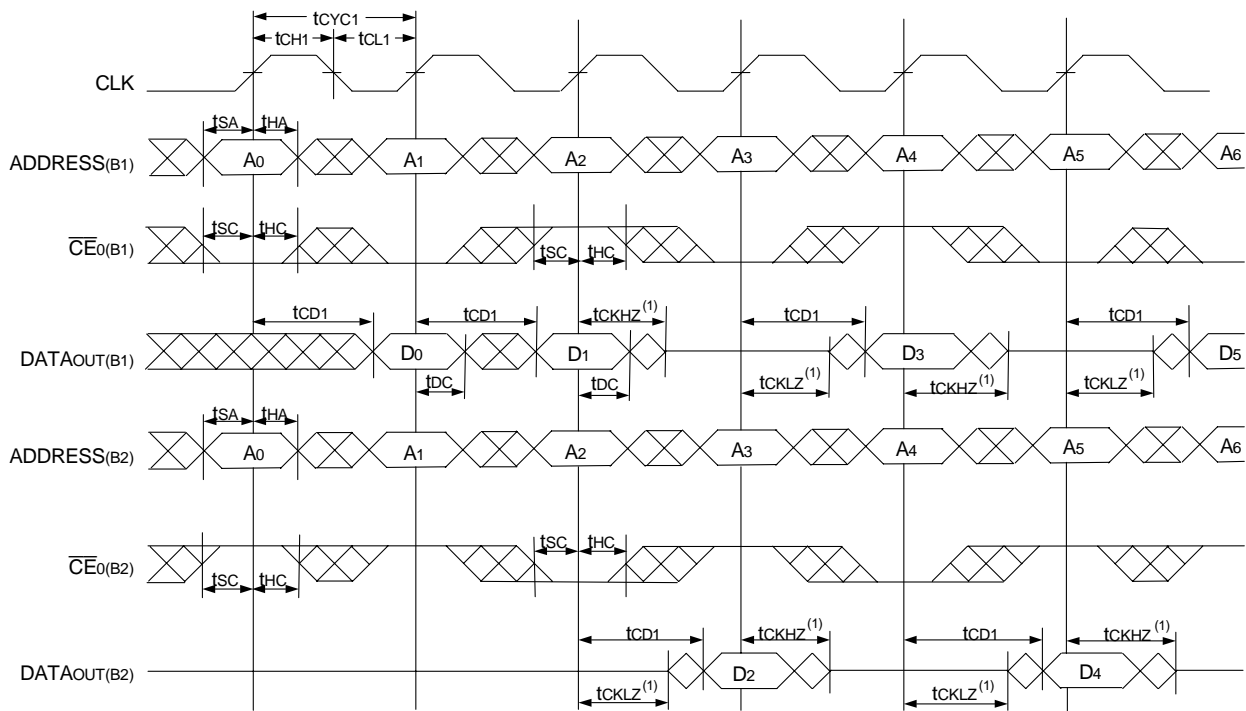 tCYC1
tCH1 tCL1
CLK
tSA tHA
ADDRESS(B1) A0 A1 A2 A3 A4 A5 A6
tSC tHC
CE0(B1)
tSC tHC
tCD1 tCD1 tCKHZ(1) tCD1 tCD1
DATAOUT(B1) D0 D1 D3 D5
tDC tDC tCKLZ(1) tCKHZ(1) tCKLZ(1)
tSA tHA
ADDRESS(B2) A0 A1 A2 A3 A4 A5 A6
tSC tHC
CE0(B2)
tSC tHC
tCD1 tCKHZ(1) tCD1 tCKHZ(1)
DATAOUT(B2) D2 D4
tCKLZ(1) tCKLZ(1)